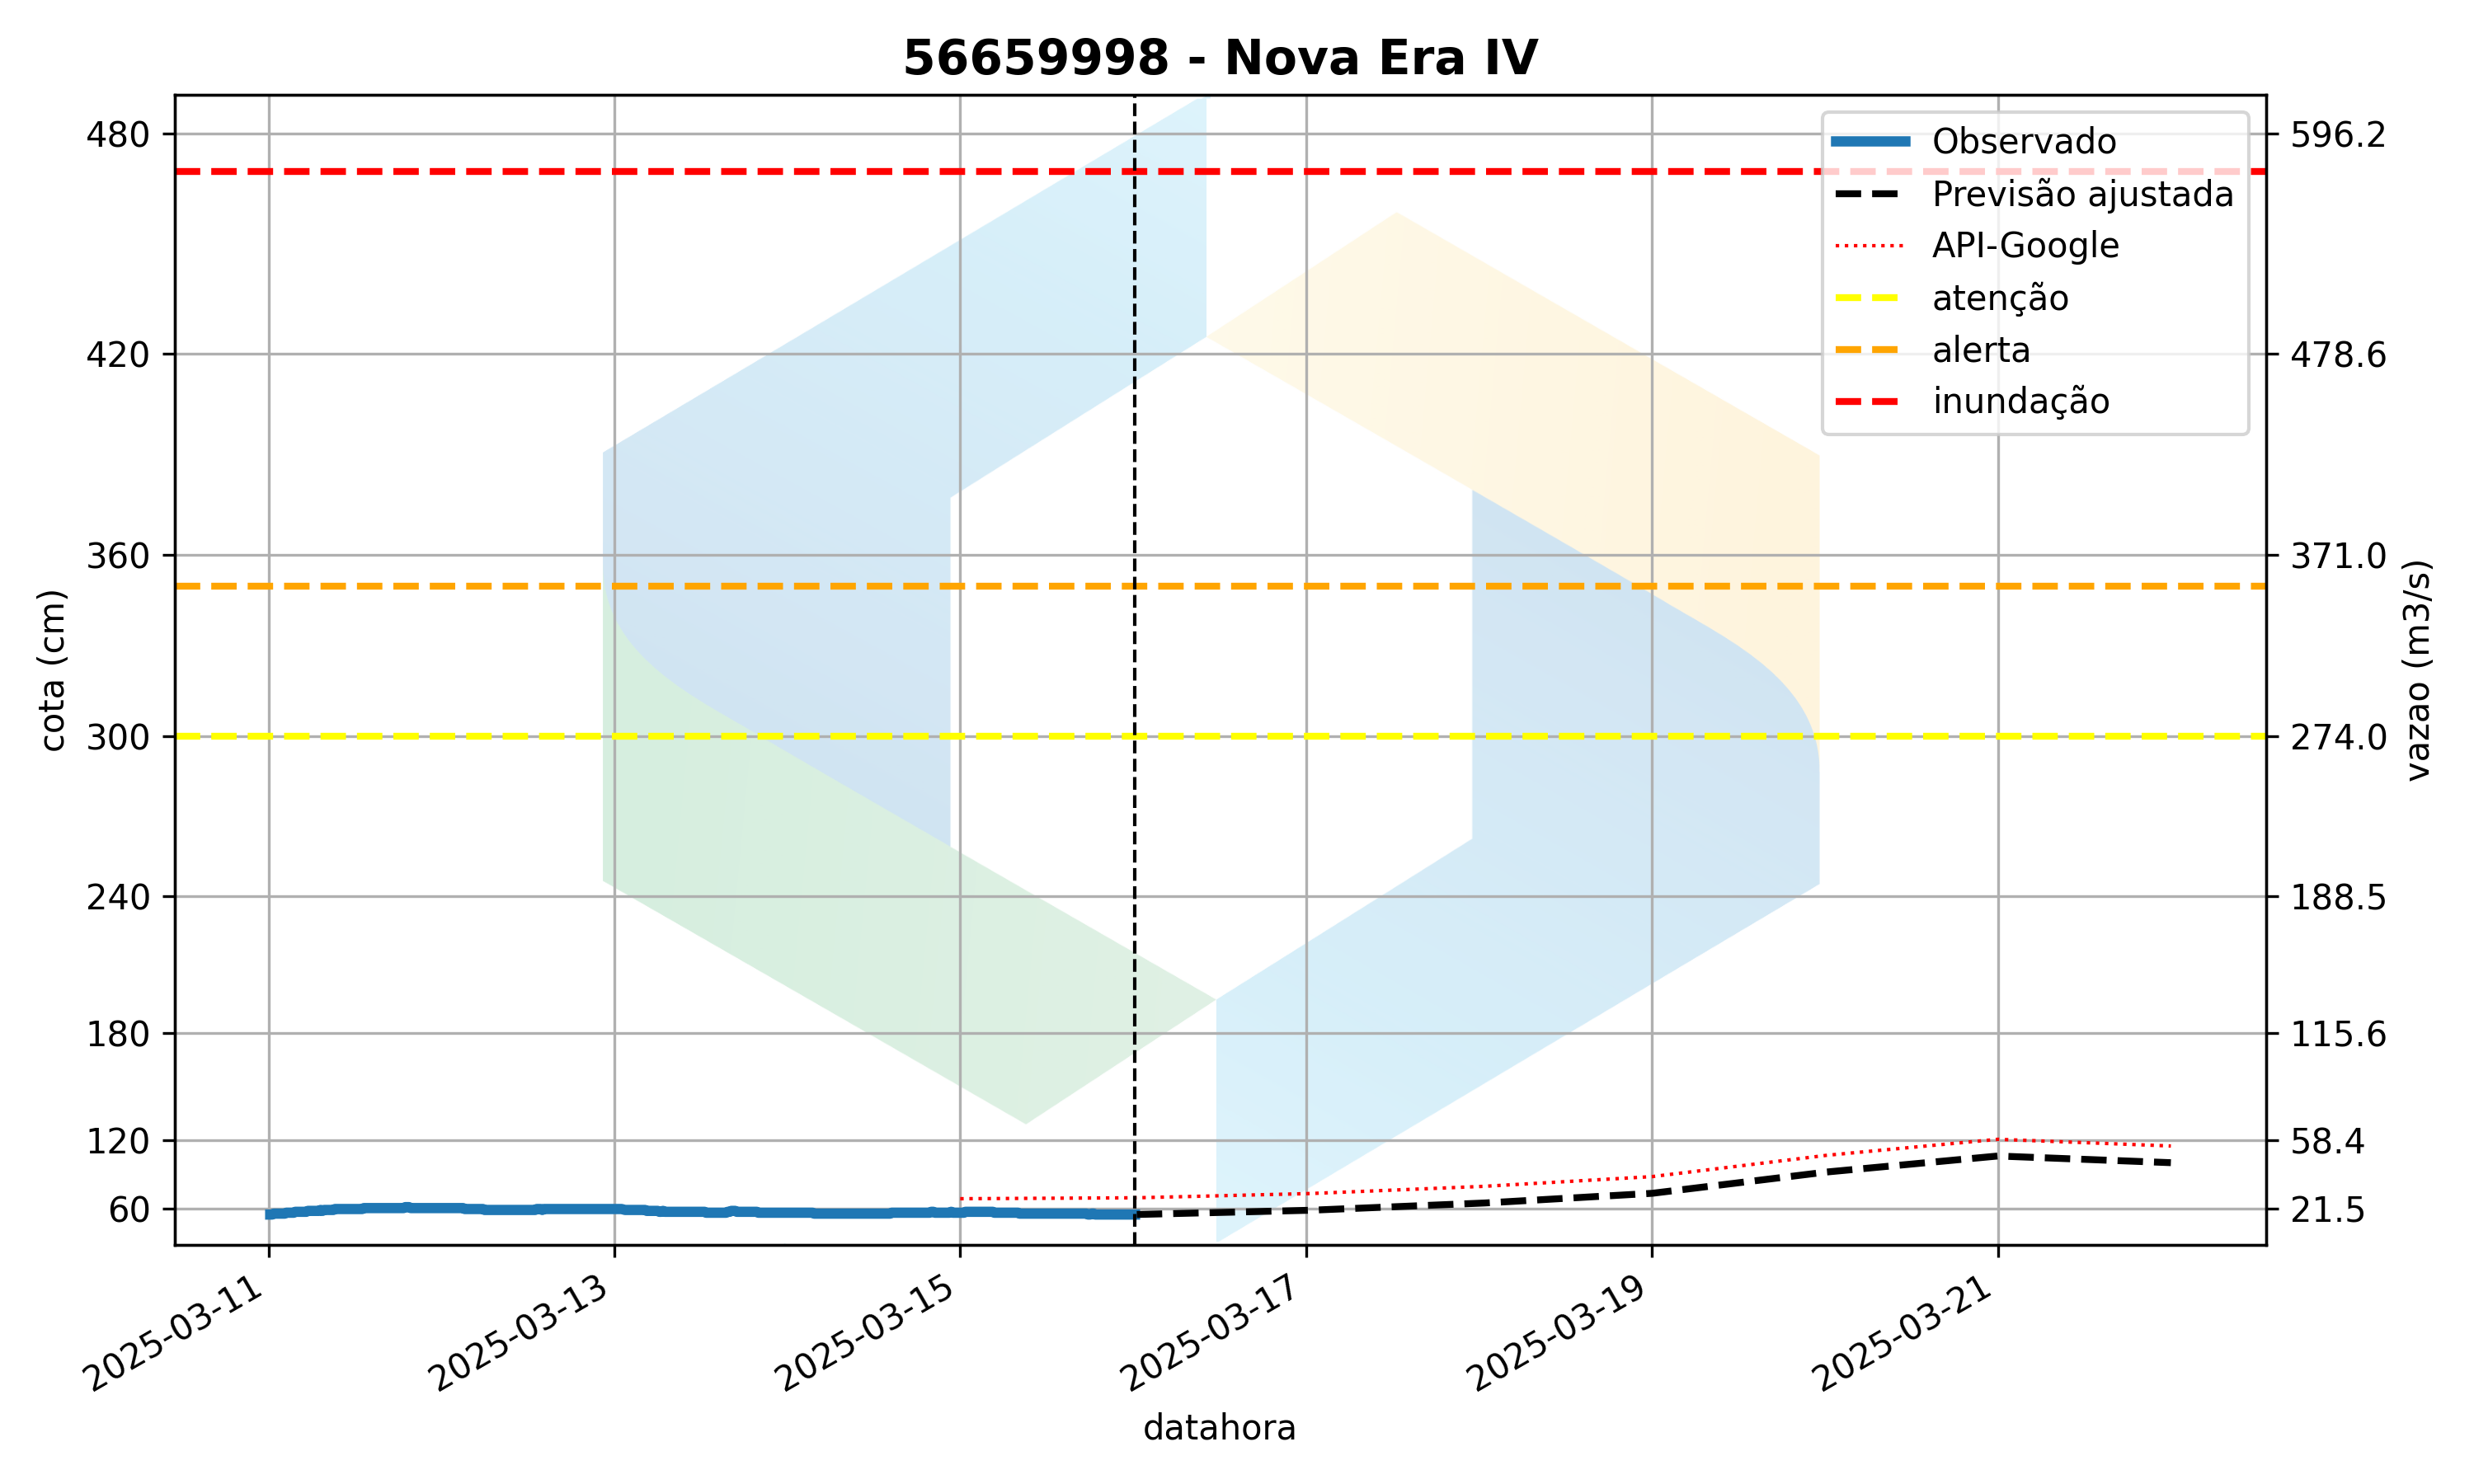 56659998 - Nova Era IV
480
420
360
300
240
180
120
60
cota (cm)
596.2
478.6
371.0
274.0
188.5
115.6
58.4
21.5
vazao (m3/s)
Observado
Previsão ajustada
API-Google
atenção
alerta
inundação
2025-03-11
2025-03-13
2025-03-15
2025-03-17
2025-03-19
2025-03-21
datahora